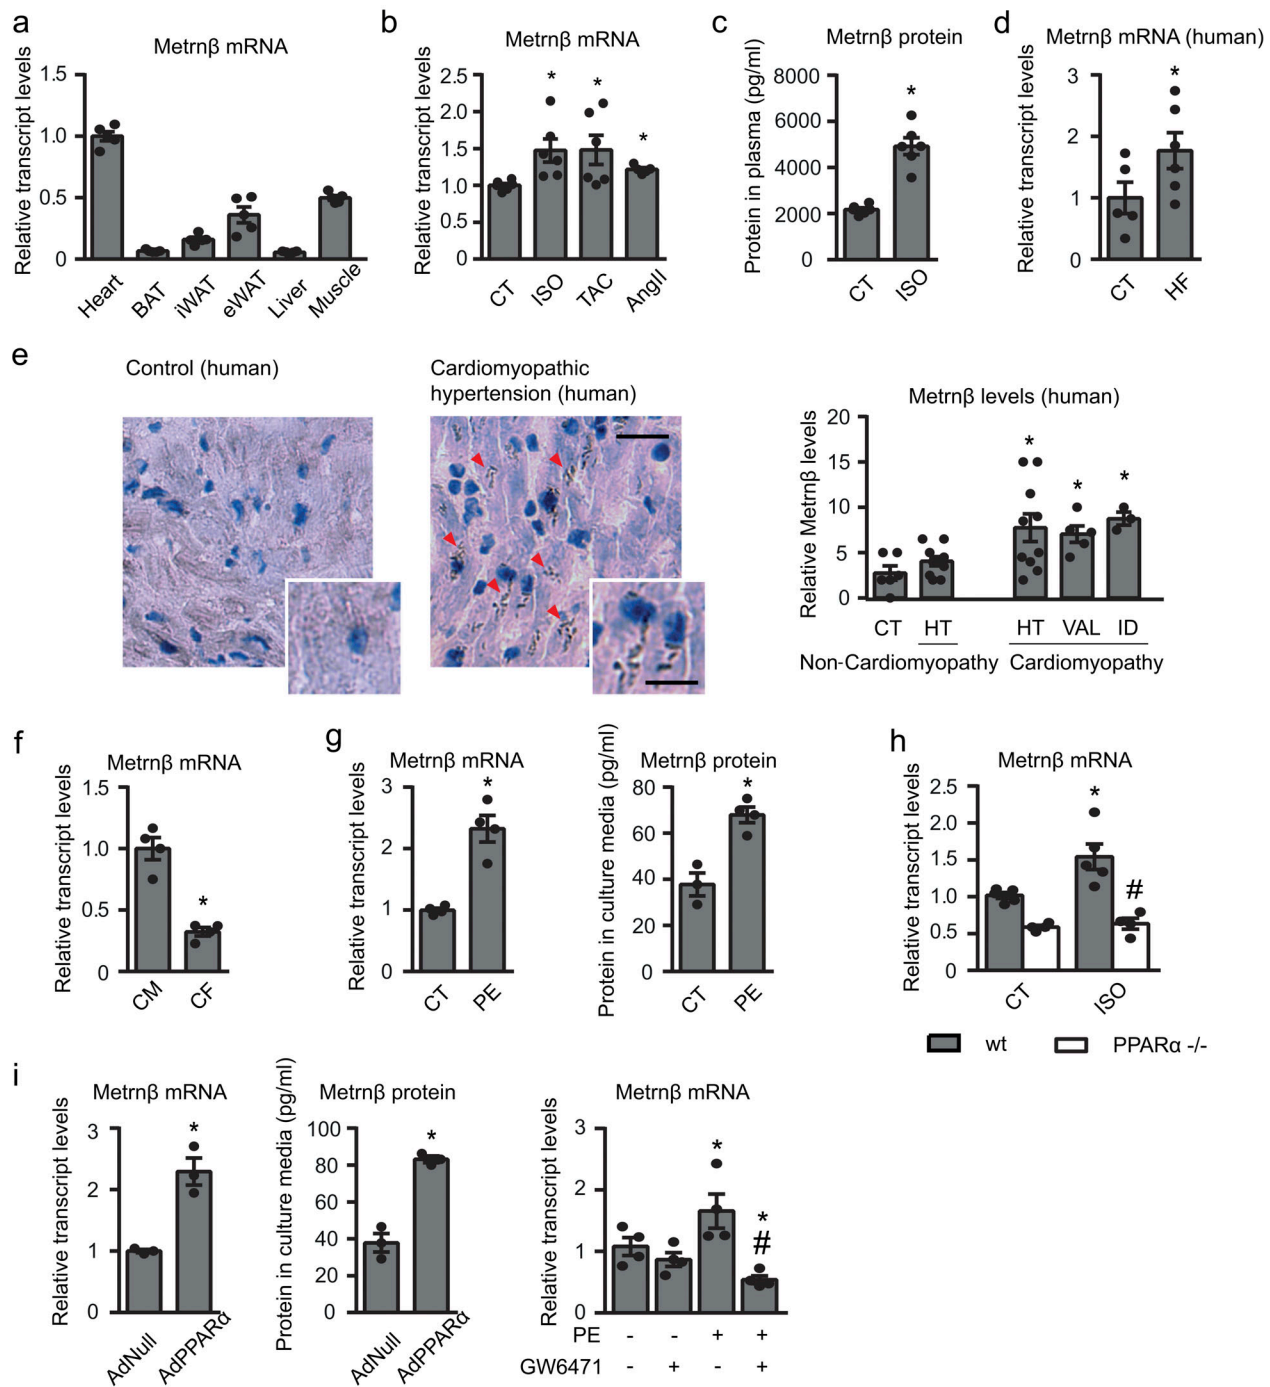 a
Metrnβ mRNA
Relative transcript levels
1.5
1.0
0.5
0
Heart
BAT
iWAT
eWAT
Liver
Muscle
b
Metrnβ mRNA
Relative transcript levels
2.5
2.0
1.5
1.0
0.5
0
*
*
*
CT
ISO
TAC
AngII
c
Metrnβ protein
Protein in plasma (pg/ml)
8000
6000
4000
2000
0
*
CT
ISO
d
Metrnβ mRNA (human)
Relative transcript levels
3
2
1
0
*
CT
HF
e
Control (human)
Cardiomyopathic
hypertension (human)
Metrnβ levels (human)
Relative Metrnβ levels
20
15
10
5
0
*
*
*
CT HT HT VAL ID
Non-Cardiomyopathy Cardiomyopathy
f
Metrnβ mRNA
Relative transcript levels
1.5
1.0
0.5
0
*
CM
CF
g
Metrnβ mRNA
Relative transcript levels
3
2
1
0
*
CT
PE
Metrnβ protein
Protein in culture media (pg/ml)
80
60
40
20
0
*
CT
PE
h
Metrnβ mRNA
Relative transcript levels
2.5
2.0
1.5
1.0
0.5
0
*
#
CT
ISO
wt PPARα -/-
i
Metrnβ mRNA
Relative transcript levels
3
2
1
0
*
AdNull
AdPPARα
Metrnβ protein
Protein in culture media (pg/ml)
100
80
60
40
20
0
*
AdNull
AdPPARα
Metrnβ mRNA
Relative transcript levels
3
2
1
0
*
*
#
PE - - + +
GW6471 - + - +